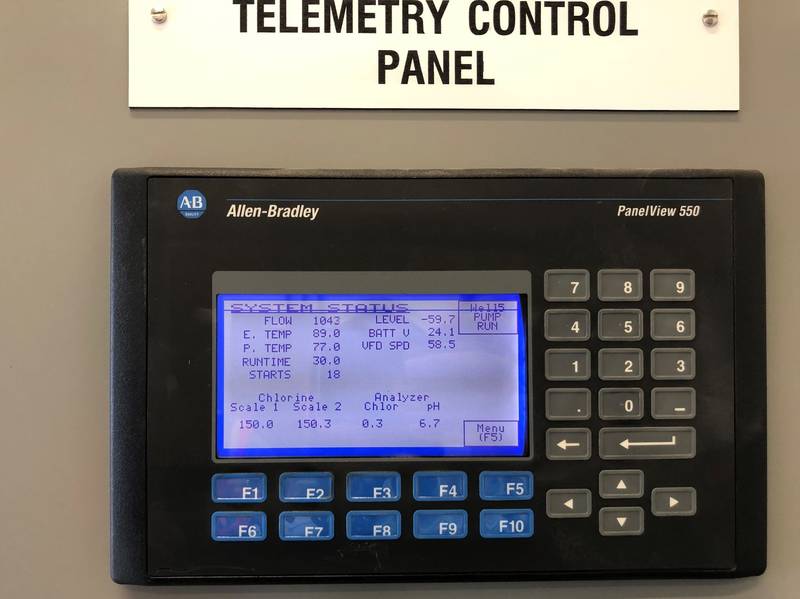 TELEMETRY CONTROL
PANEL
A-B
QUALITY
Allen-Bradley
PanelView 550
SYSTEM STATUS
Well5
PUMP
RUN
FLOW 1043 LEVEL -59.7
E. TEMP 89.0 BATT V 24.1
P. TEMP 77.0 VFD SPD 58.5
RUNTIME 30.0
STARTS 18
Chlorine Analyzer
Scale 1 Scale 2 Chlor pH
150.0 150.3 0.3 6.7
Menu
(F5)
7 8 9
4 5 6
1 2 3
. 0 –
← ↵
◄ ▲ ▼ ►
F1 F2 F3 F4 F5
F6 F7 F8 F9 F10